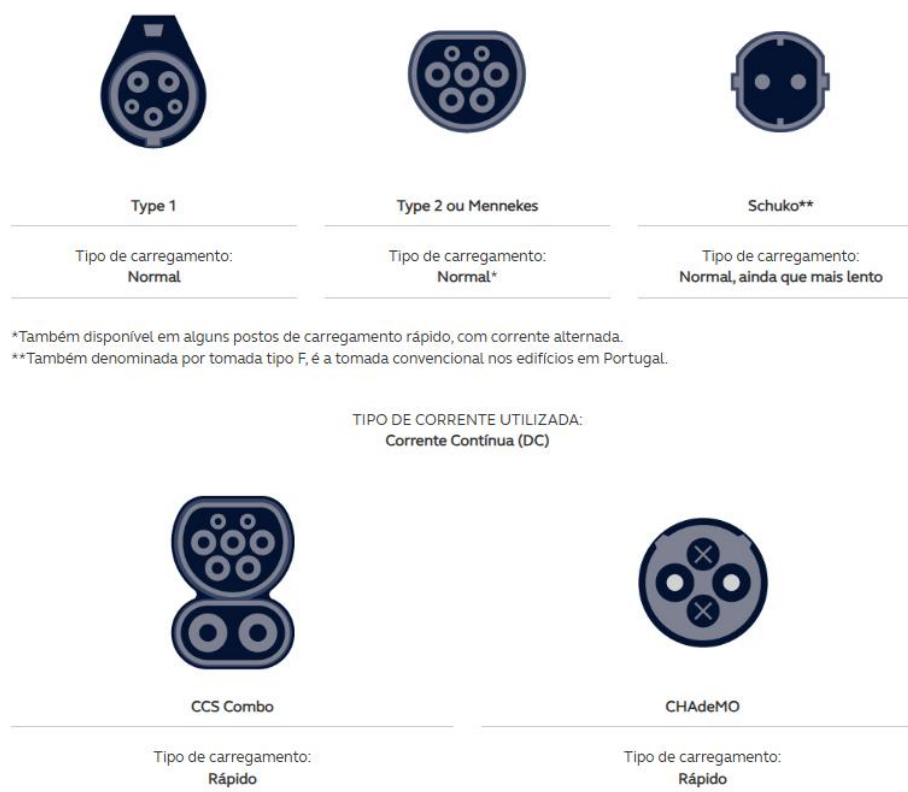 Type 1
Type 2 ou Mennekes
Schuko**
Tipo de carregamento:
Normal
Tipo de carregamento:
Normal*
Tipo de carregamento:
Normal, ainda que mais lento
*Também disponível em alguns postos de carregamento rápido, com corrente alternada.
**Também denominada por tomada tipo F, é a tomada convencional nos edifícios em Portugal.
TIPO DE CORRENTE UTILIZADA:
Corrente Contínua (DC)
CCS Combo
CHAdeMO
Tipo de carregamento:
Rápido
Tipo de carregamento:
Rápido